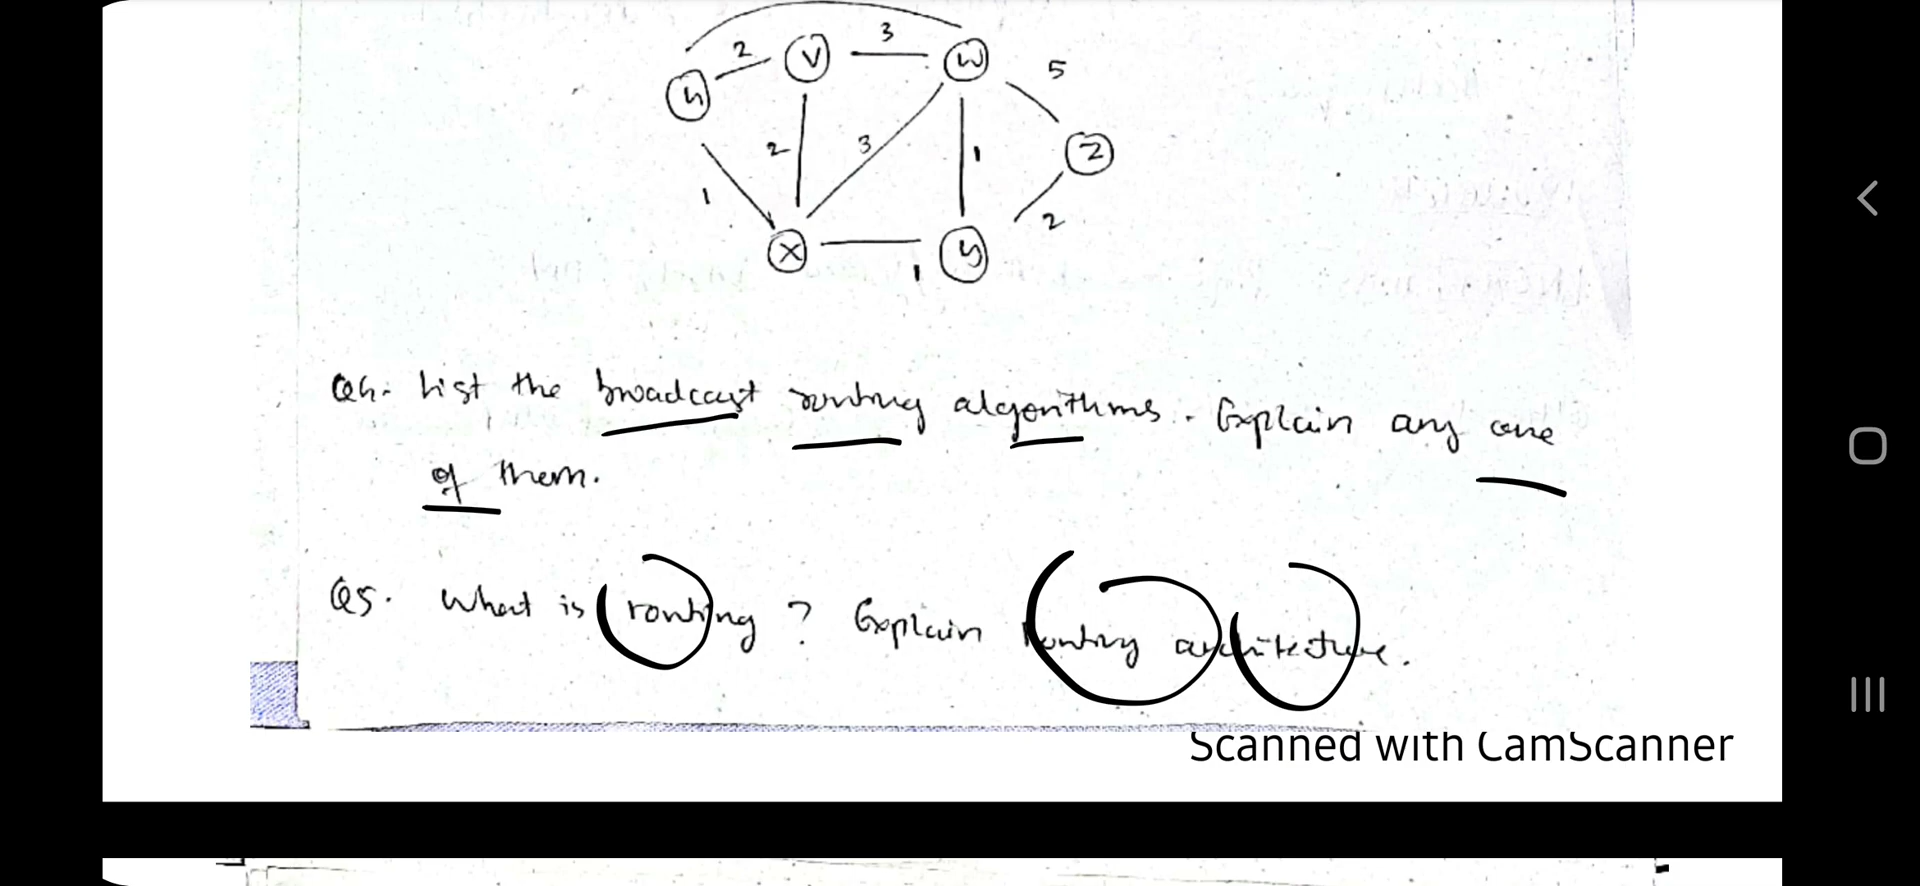 2 V 3 W 5
u
2 3 1 Z
1 2
X 1 y
Q4. List the broadcast routing algorithms. Explain any one
of them.
Q5. What is routing? Explain routing architecture.
Scanned with CamScanner